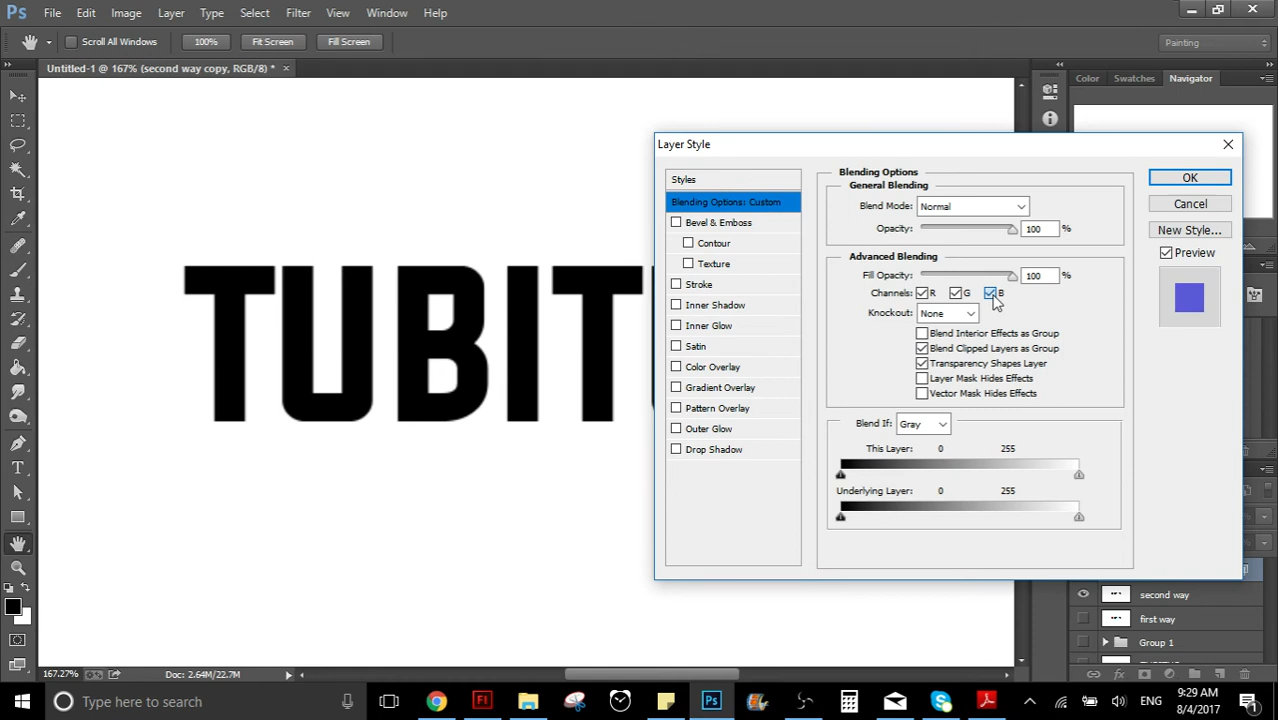 Ps File Edit Image Layer Type Select Filter View Window Help
Scroll All Windows 100% Fit Screen Fill Screen Painting
Untitled-1 @ 167% (second way copy, RGB/8) * ×
Color Swatches Navigator
TUBIT
Layer Style
Styles
Blending Options: Custom
Bevel & Emboss
Contour
Texture
Stroke
Inner Shadow
Inner Glow
Satin
Color Overlay
Gradient Overlay
Pattern Overlay
Outer Glow
Drop Shadow
Blending Options
General Blending
Blend Mode: Normal
Opacity: 100 %
Advanced Blending
Fill Opacity: 100 %
Channels: R G B
Knockout: None
Blend Interior Effects as Group
Blend Clipped Layers as Group
Transparency Shapes Layer
Layer Mask Hides Effects
Vector Mask Hides Effects
Blend If: Gray
This Layer: 0 255
Underlying Layer: 0 255
OK
Cancel
New Style...
Preview
second way
first way
Group 1
167.27% Doc: 2.64M/22.7M
Type here to search
ENG
9:29 AM
8/4/2017